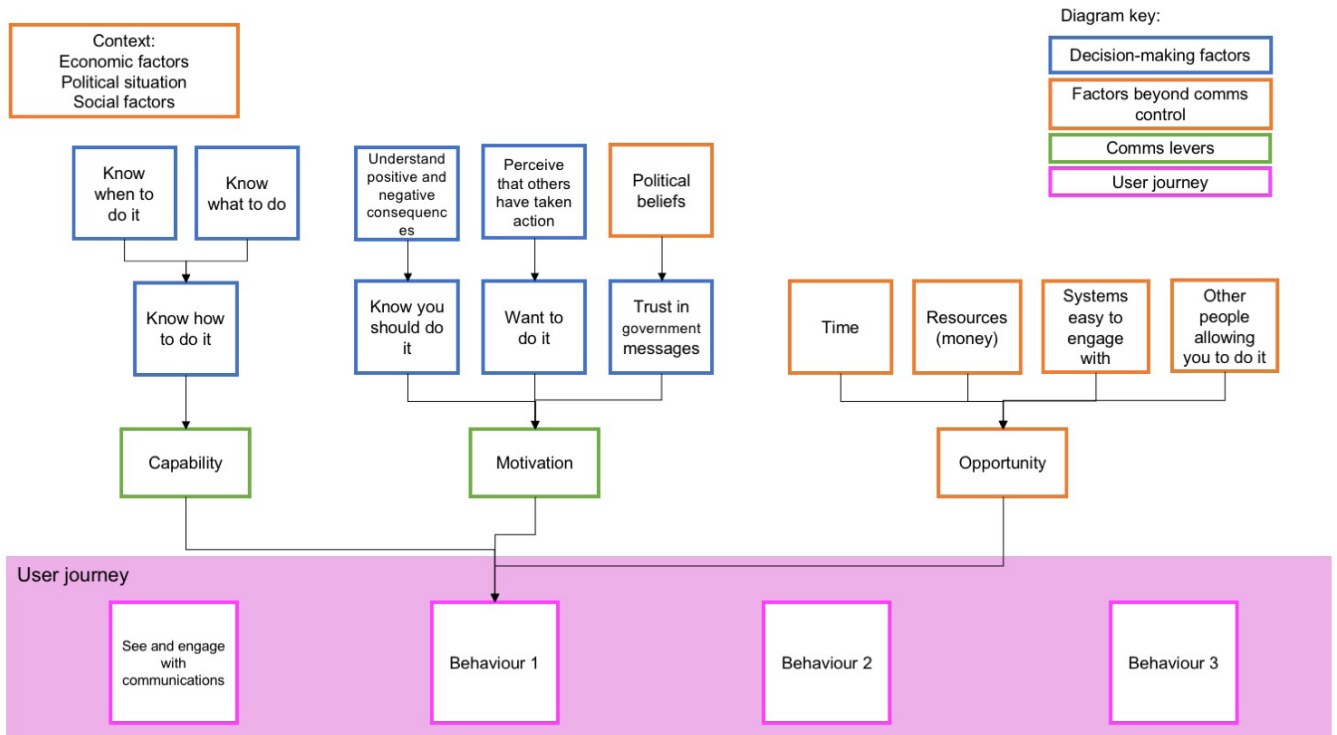 Diagram key:
Context:
Economic factors
Political situation
Social factors
Decision-making factors
Factors beyond comms
control
Comms levers
User journey
Know
when to
do it
Know
what to do
Understand
positive and
negative
consequenc
es
Perceive
that others
have taken
action
Political
beliefs
Know how
to do it
Know you
should do
it
Want to
do it
Trust in
government
messages
Time
Resources
(money)
Systems
easy to
engage
with
Other
people
allowing
you to do it
Capability
Motivation
Opportunity
User journey
See and engage
with
communications
Behaviour 1
Behaviour 2
Behaviour 3